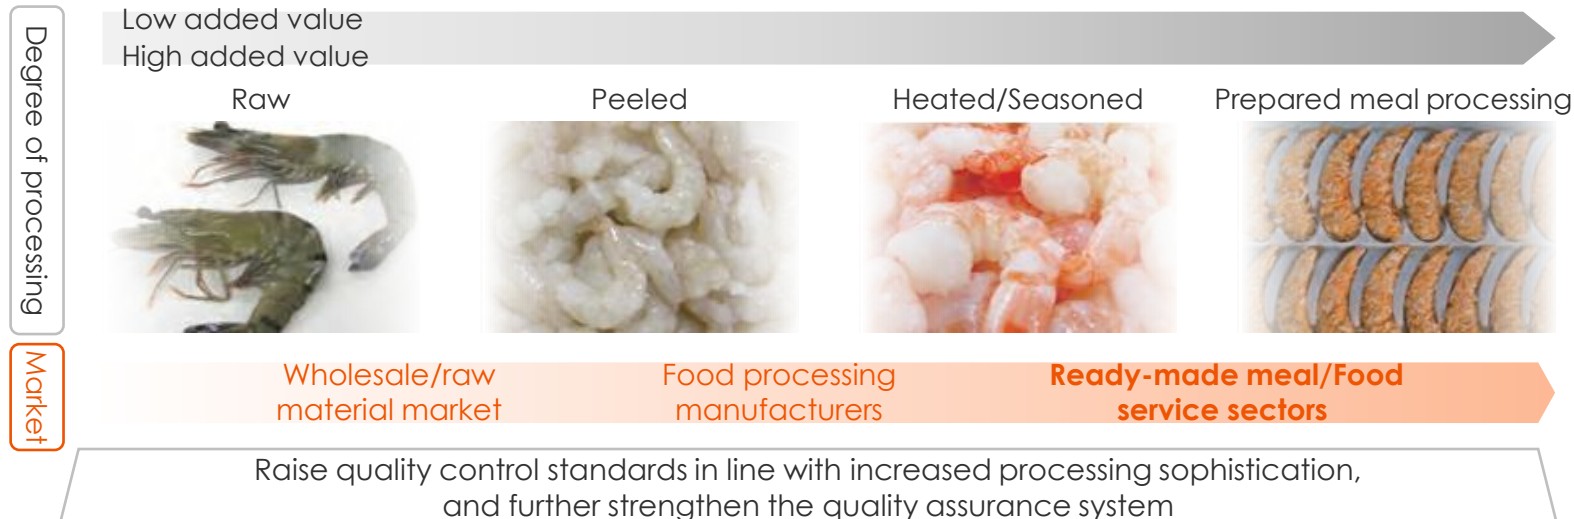 Degree of processing
Low added value
High added value
Raw
Peeled
Heated/Seasoned
Prepared meal processing
Market
Wholesale/raw
material market
Food processing
manufacturers
Ready-made meal/Food
service sectors
Raise quality control standards in line with increased processing sophistication,
and further strengthen the quality assurance system